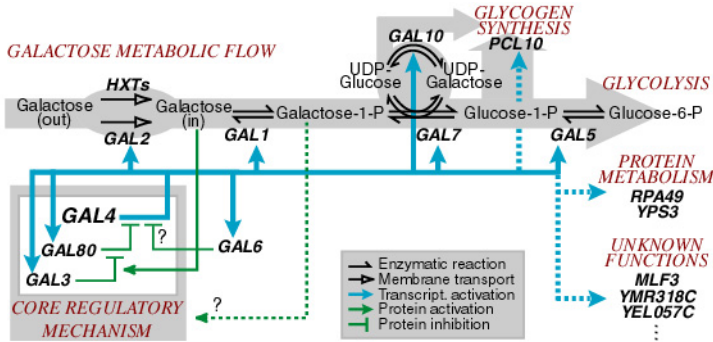 GALACTOSE METABOLIC FLOW
GLYCOGEN
SYNTHESIS
PCL10
GAL10
UDP-
Glucose
UDP-
Galactose
GLYCOLYSIS
HXTs
Galactose
(out)
Galactose
(in)
Galactose-1-P
Glucose-1-P
Glucose-6-P
GAL2
GAL1
GAL7
GAL5
PROTEIN
METABOLISM
RPA49
YPS3
GAL4
?
GAL80
GAL6
GAL3
CORE REGULATORY
MECHANISM
?
Enzymatic reaction
Membrane transport
Transcript. activation
Protein activation
Protein inhibition
UNKNOWN
FUNCTIONS
MLF3
YMR318C
YEL057C
⋮